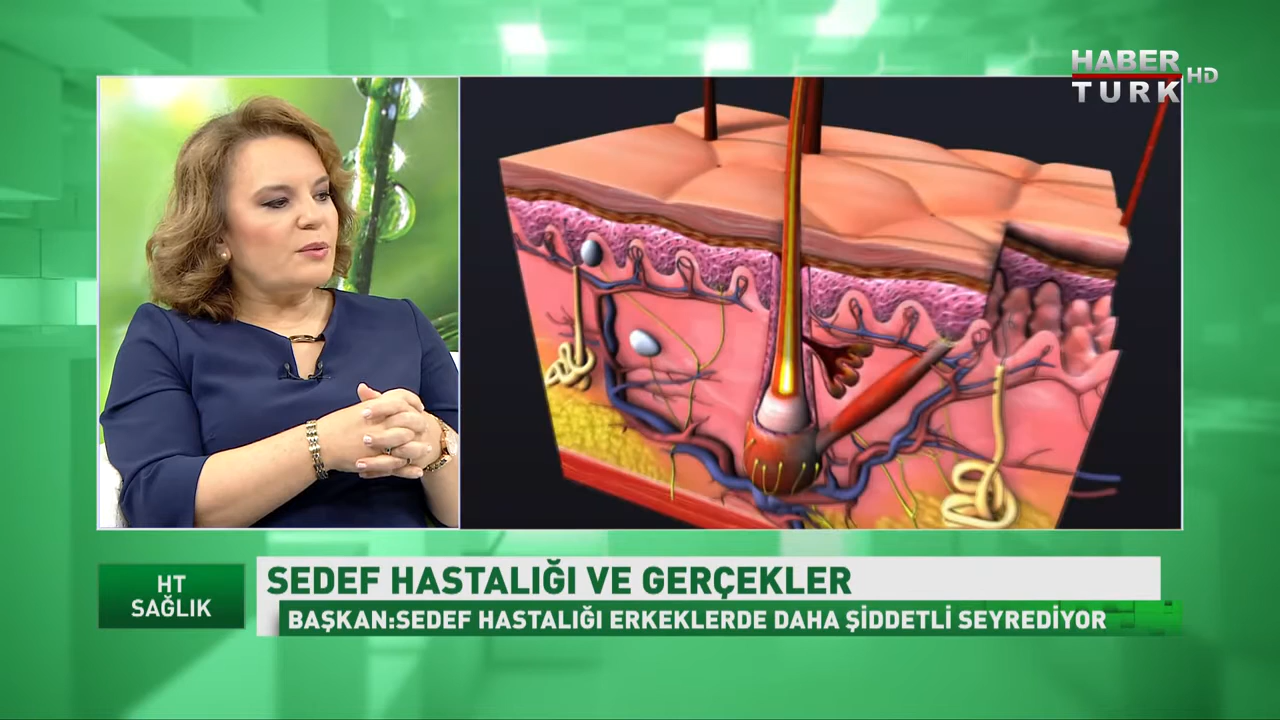 HABER
TURK HD
HT
SAĞLIK
SEDEF HASTALIĞI VE GERÇEKLER
BAŞKAN:SEDEF HASTALIĞI ERKEKLERDE DAHA ŞİDDETLİ SEYREDİYOR